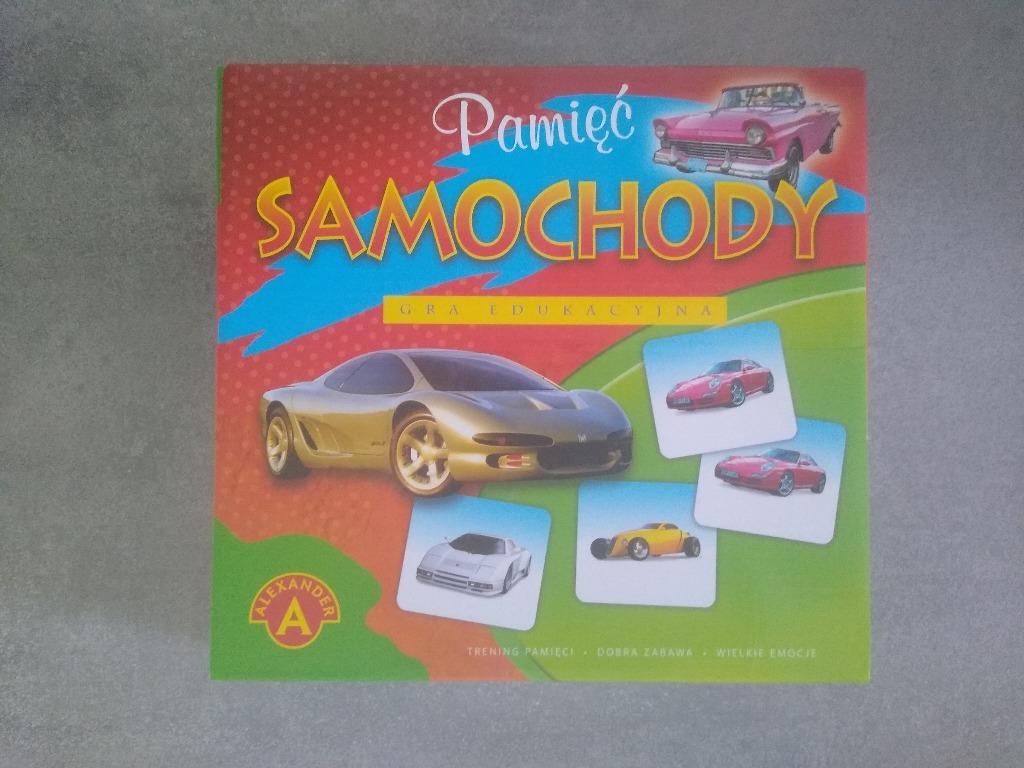 Pamięć
SAMOCHODY
GRA EDUKACYJNA
ALEXANDER
A
TRENING PAMIĘCI • DOBRA ZABAWA • WIELKIE EMOCJE